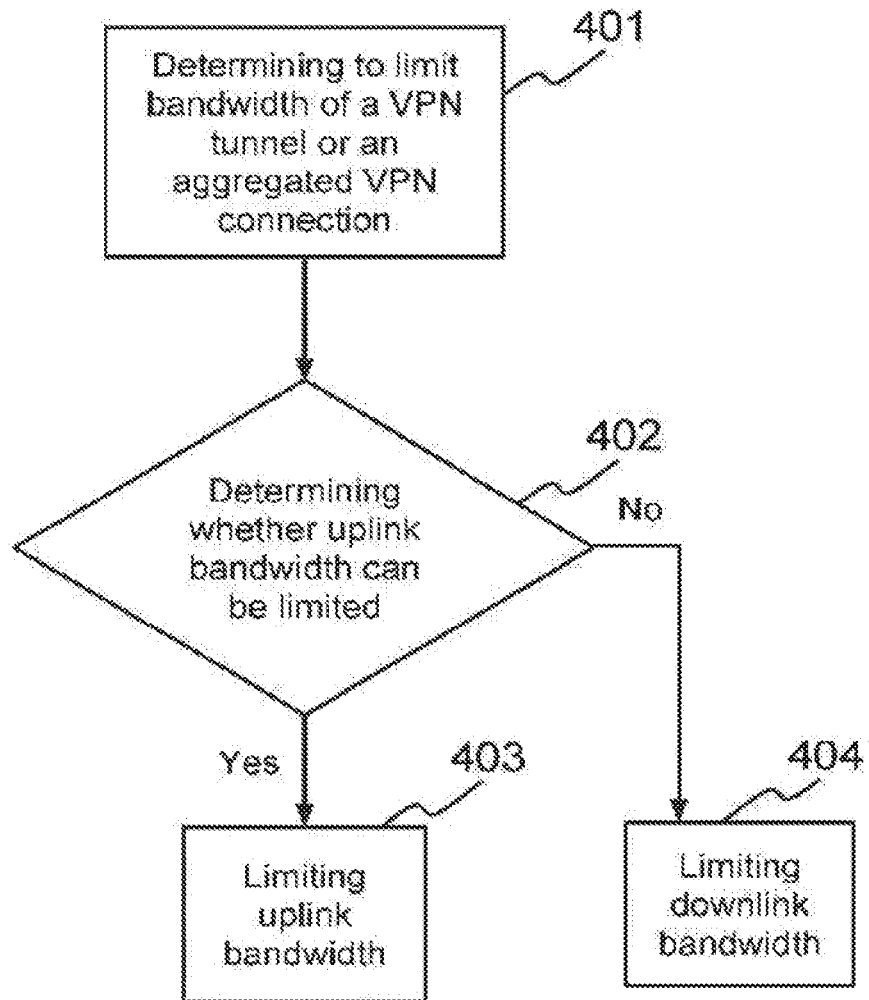 401
Determining to limit
bandwidth of a VPN
tunnel or an
aggregated VPN
connection
402
Determining
whether uplink
bandwidth can
be limited
No
Yes
403
Limiting
uplink
bandwidth
404
Limiting
downlink
bandwidth